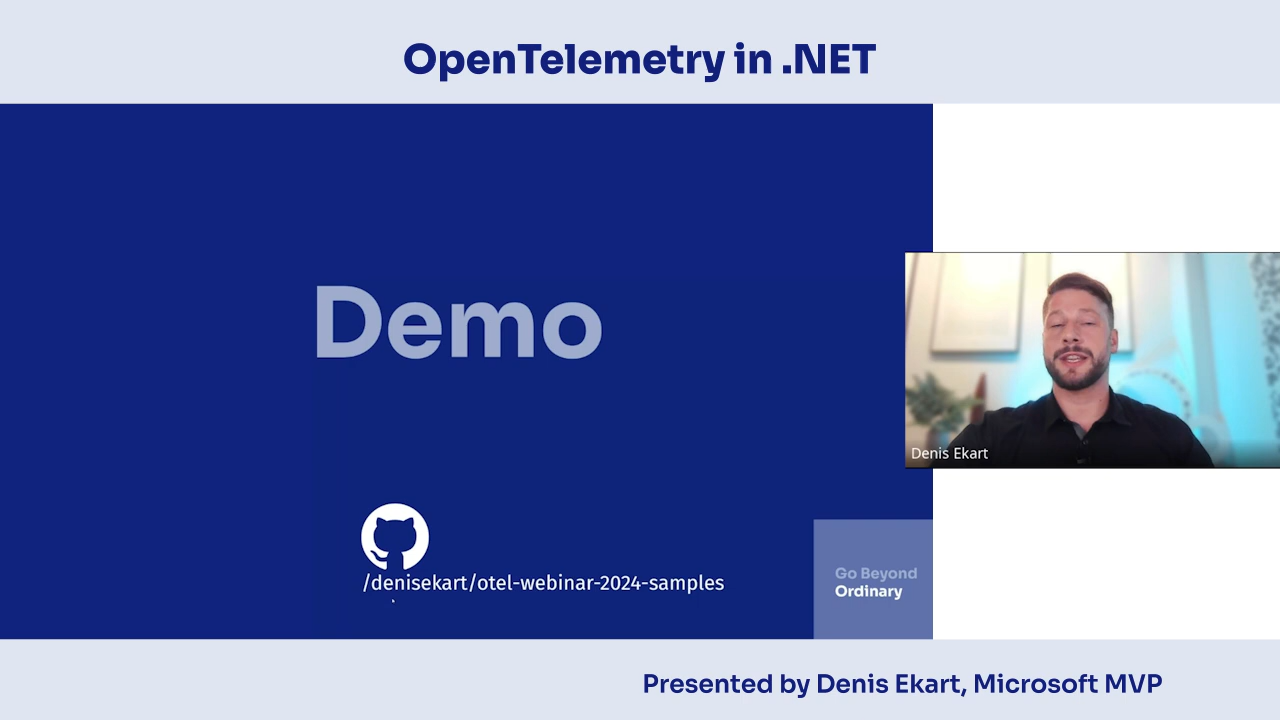 OpenTelemetry in .NET
Demo
Denis Ekart
/denisekart/otel-webinar-2024-samples
Go Beyond
Ordinary
Presented by Denis Ekart, Microsoft MVP